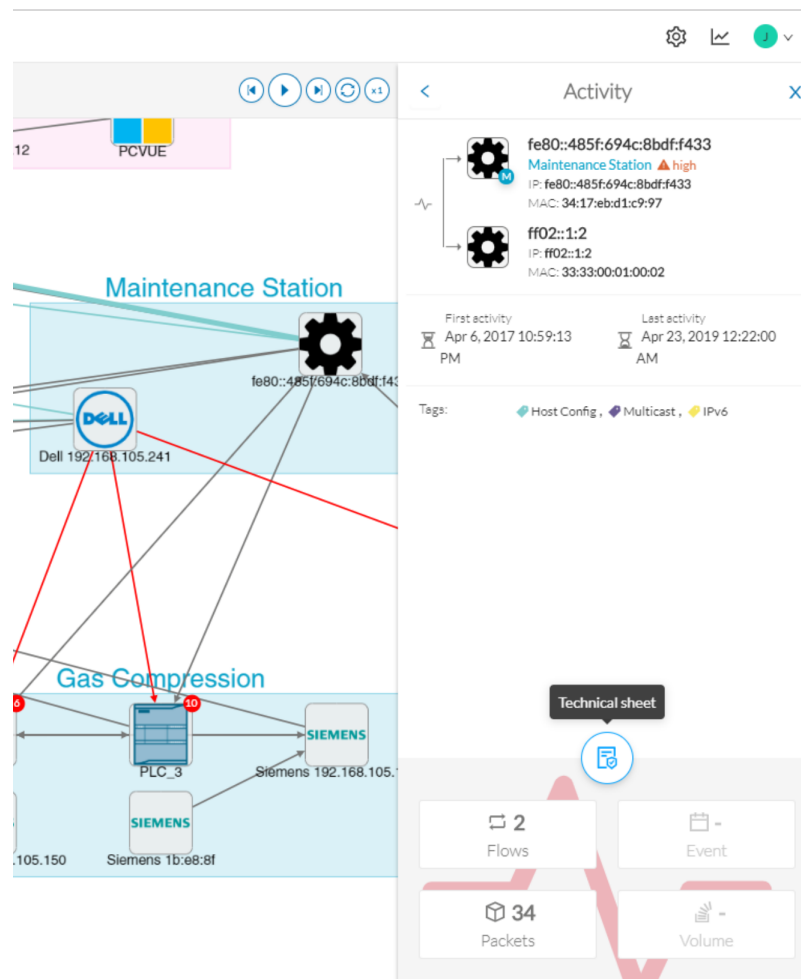 J
x1
Activity
X
12
PCVUE
fe80::485f:694c:8bdf:f433
Maintenance Station high
M
IP: fe80::485f:694c:8bdf:f433
MAC: 34:17:eb:d1:c9:97
ff02::1:2
IP: ff02::1:2
MAC: 33:33:00:01:00:02
Maintenance Station
fe80::485f:694c:8bdf:f43
DELL
Dell 192.168.105.241
First activity
Apr 6, 2017 10:59:13
PM
Last activity
Apr 23, 2019 12:22:00
AM
Tags: Host Config , Multicast , IPv6
Gas Compression
6
10
SIEMENS
PLC_3
Siemens 192.168.105.1
SIEMENS
.105.150
Siemens 1b:e8:8f
Technical sheet
2
Flows
-
Event
34
Packets
-
Volume